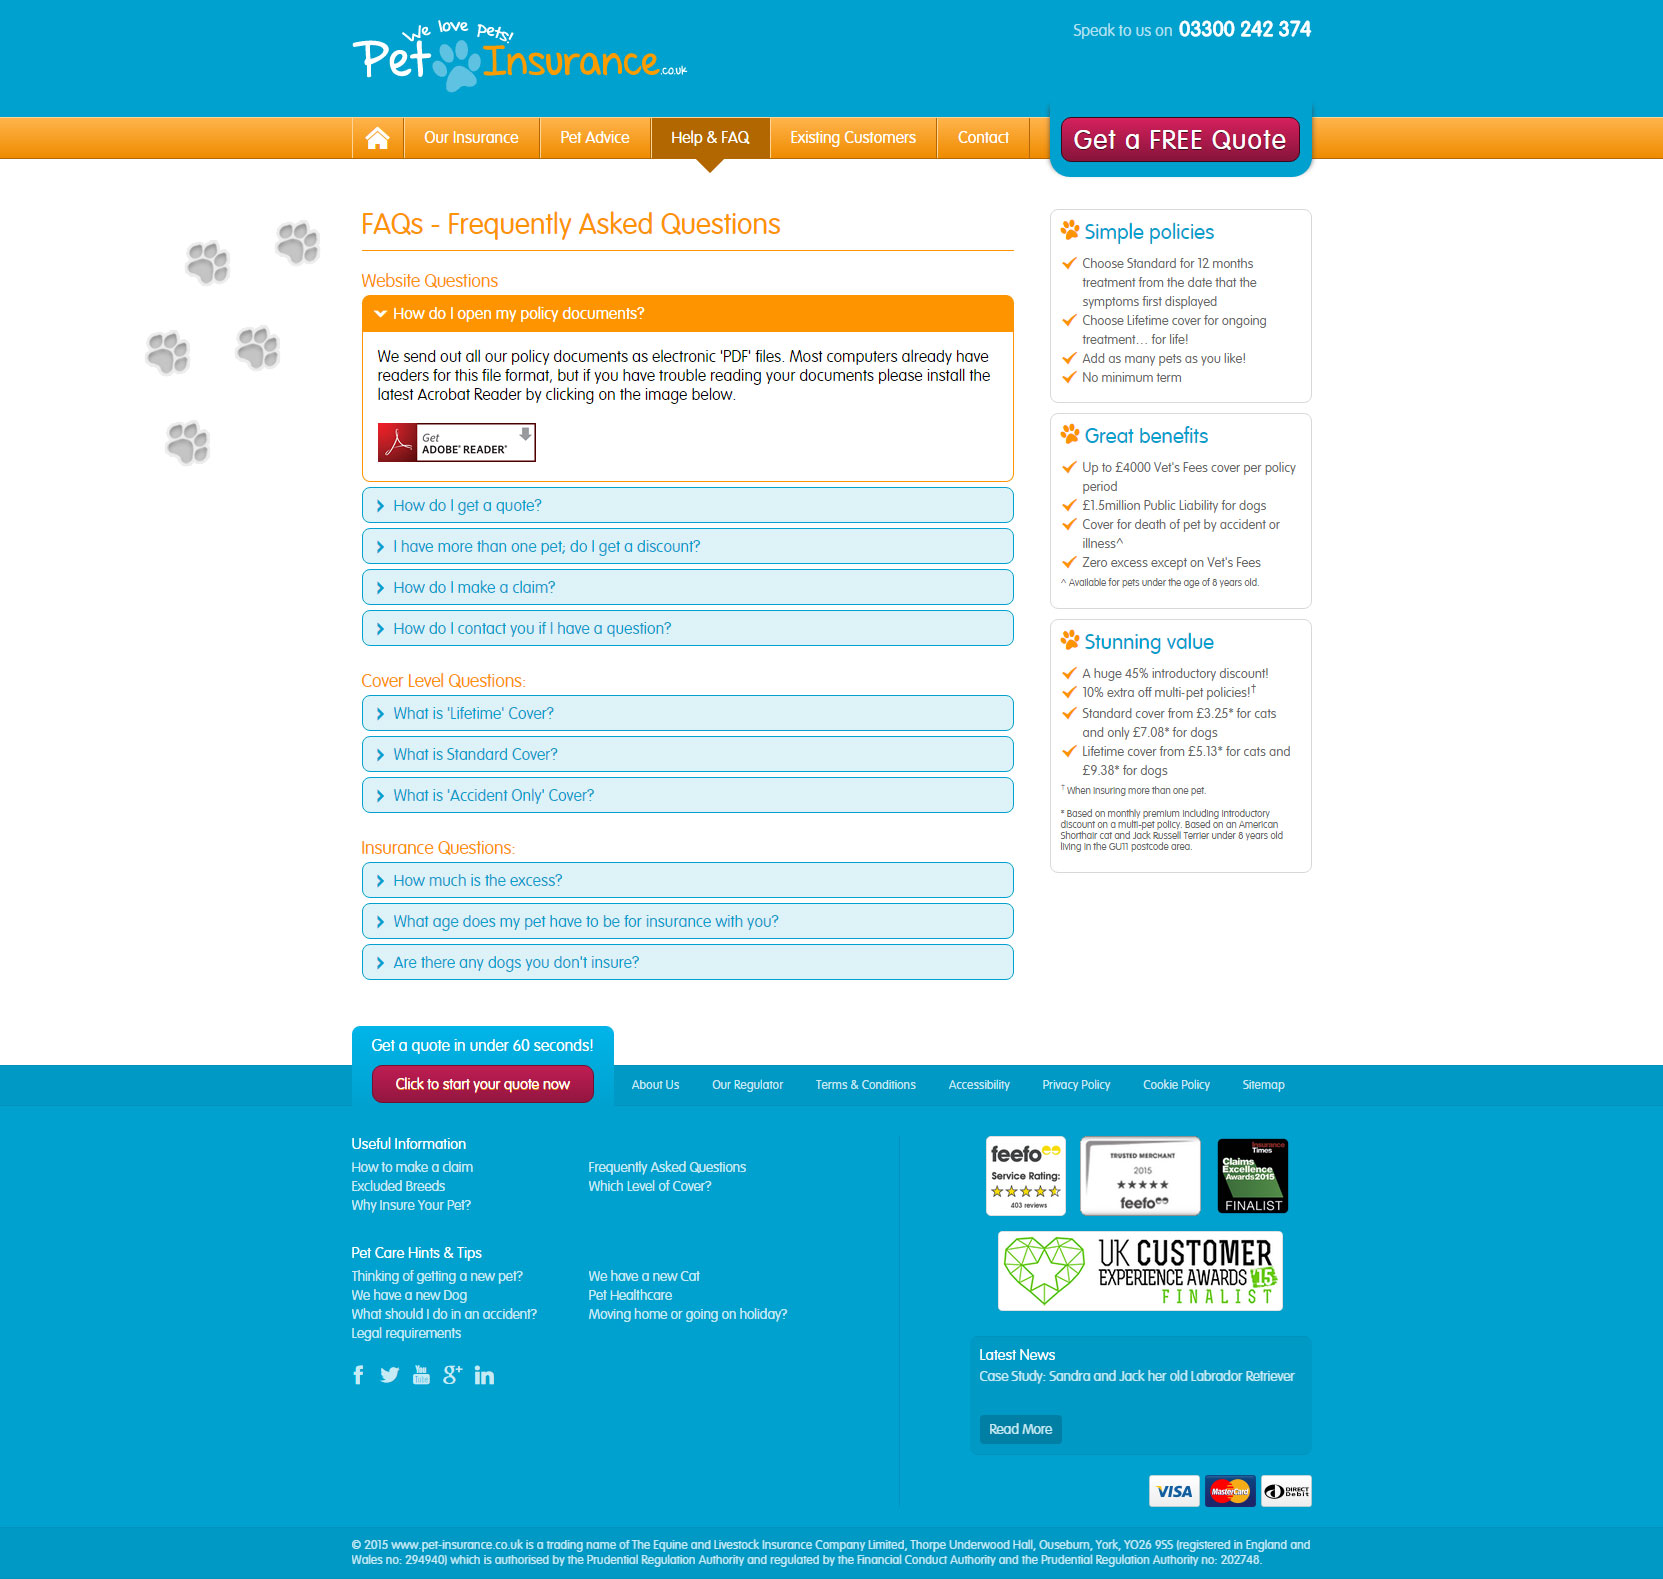 We love pets!
Pet Insurance.co.uk
Speak to us on 03300 242 374
Our Insurance
Pet Advice
Help & FAQ
Existing Customers
Contact
Get a FREE Quote
FAQs - Frequently Asked Questions
Website Questions
How do I open my policy documents?
We send out all our policy documents as electronic 'PDF' files. Most computers already have
readers for this file format, but if you have trouble reading your documents please install the
latest Acrobat Reader by clicking on the image below.
Get
ADOBE® READER®
How do I get a quote?
I have more than one pet; do I get a discount?
How do I make a claim?
How do I contact you if I have a question?
Cover Level Questions:
What is 'Lifetime' Cover?
What is Standard Cover?
What is 'Accident Only' Cover?
Insurance Questions:
How much is the excess?
What age does my pet have to be for insurance with you?
Are there any dogs you don't insure?
Simple policies
Choose Standard for 12 months
treatment from the date that the
symptoms first displayed
Choose Lifetime cover for ongoing
treatment... for life!
Add as many pets as you like!
No minimum term
Great benefits
Up to £4000 Vet's Fees cover per policy
period
£1.5million Public Liability for dogs
Cover for death of pet by accident or
illness^
Zero excess except on Vet's Fees
^ Available for pets under the age of 8 years old.
Stunning value
A huge 45% introductory discount!
10% extra off multi-pet policies!†
Standard cover from £3.25* for cats
and only £7.08* for dogs
Lifetime cover from £5.13* for cats and
£9.38* for dogs
† When insuring more than one pet.
* Based on monthly premium including introductory
discount on a multi-pet policy. Based on an American
Shorthair cat and Jack Russell Terrier under 8 years old
living in the GU11 postcode area.
Get a quote in under 60 seconds!
Click to start your quote now
About Us
Our Regulator
Terms & Conditions
Accessibility
Privacy Policy
Cookie Policy
Sitemap
Useful Information
How to make a claim
Excluded Breeds
Why Insure Your Pet?
Frequently Asked Questions
Which Level of Cover?
Pet Care Hints & Tips
Thinking of getting a new pet?
We have a new Dog
What should I do in an accident?
Legal requirements
We have a new Cat
Pet Healthcare
Moving home or going on holiday?
feefo
Service Rating:
403 reviews
TRUSTED MERCHANT
2015
feefo
Insurance
Times
Claims
Excellence
Awards2015
FINALIST
UK CUSTOMER
EXPERIENCE AWARDS '15
FINALIST
Latest News
Case Study: Sandra and Jack her old Labrador Retriever
Read More
VISA
MasterCard
DIRECT
Debit
© 2015 www.pet-insurance.co.uk is a trading name of The Equine and Livestock Insurance Company Limited, Thorpe Underwood Hall, Ouseburn, York, YO26 9SS (registered in England and
Wales no: 294940) which is authorised by the Prudential Regulation Authority and regulated by the Financial Conduct Authority and the Prudential Regulation Authority no: 202748.